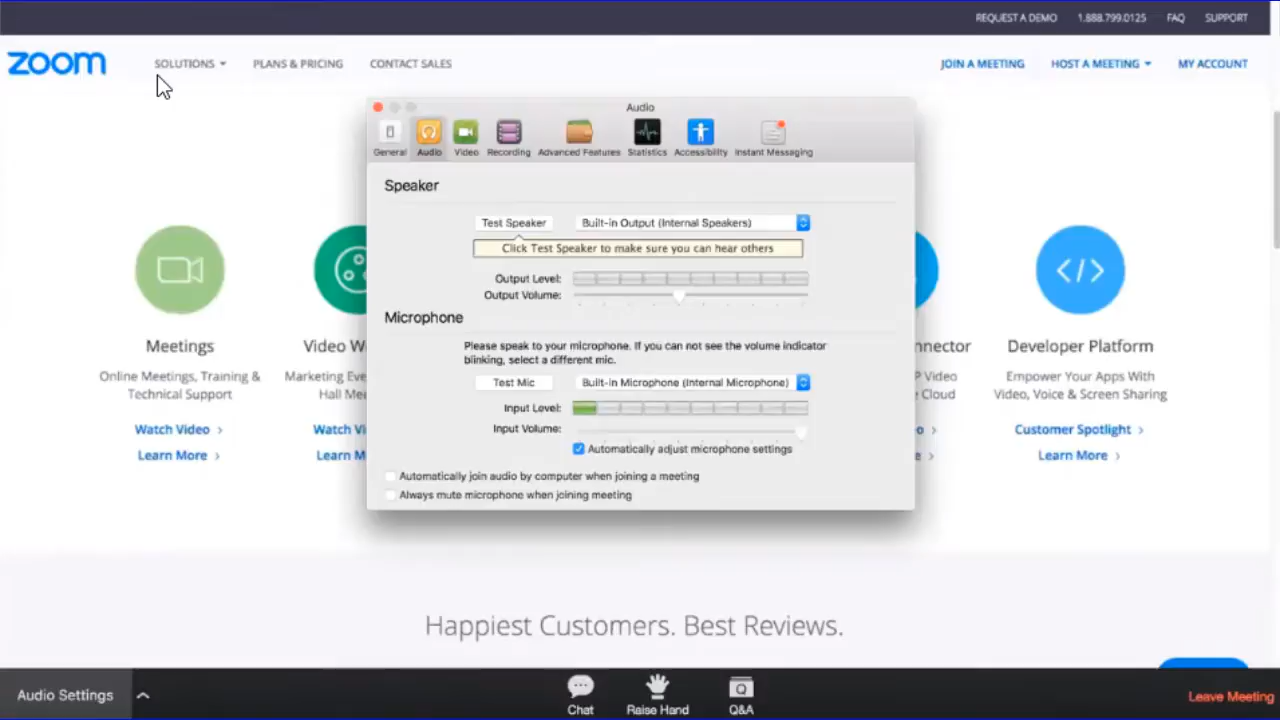 REQUEST A DEMO 1.888.799.0125 FAQ SUPPORT
zoom SOLUTIONS PLANS & PRICING CONTACT SALES JOIN A MEETING HOST A MEETING MY ACCOUNT
Audio
General Audio Video Recording Advanced Features Statistics Accessibility Instant Messaging
Speaker
Test Speaker Built-in Output (Internal Speakers)
Click Test Speaker to make sure you can hear others
Output Level:
Output Volume:
Microphone
Please speak to your microphone. If you can not see the volume indicator
blinking, select a different mic.
Test Mic Built-in Microphone (Internal Microphone)
Input Level:
Input Volume:
Automatically adjust microphone settings
Automatically join audio by computer when joining a meeting
Always mute microphone when joining meeting
Meetings
Online Meetings, Training &
Technical Support
Watch Video
Learn More
Video W
Marketing Eve
Hall Me
Watch Vi
Learn M
nnector
P Video
e Cloud
Developer Platform
Empower Your Apps With
Video, Voice & Screen Sharing
Customer Spotlight
Learn More
Happiest Customers. Best Reviews.
Audio Settings Chat Raise Hand Q&A Leave Meeting